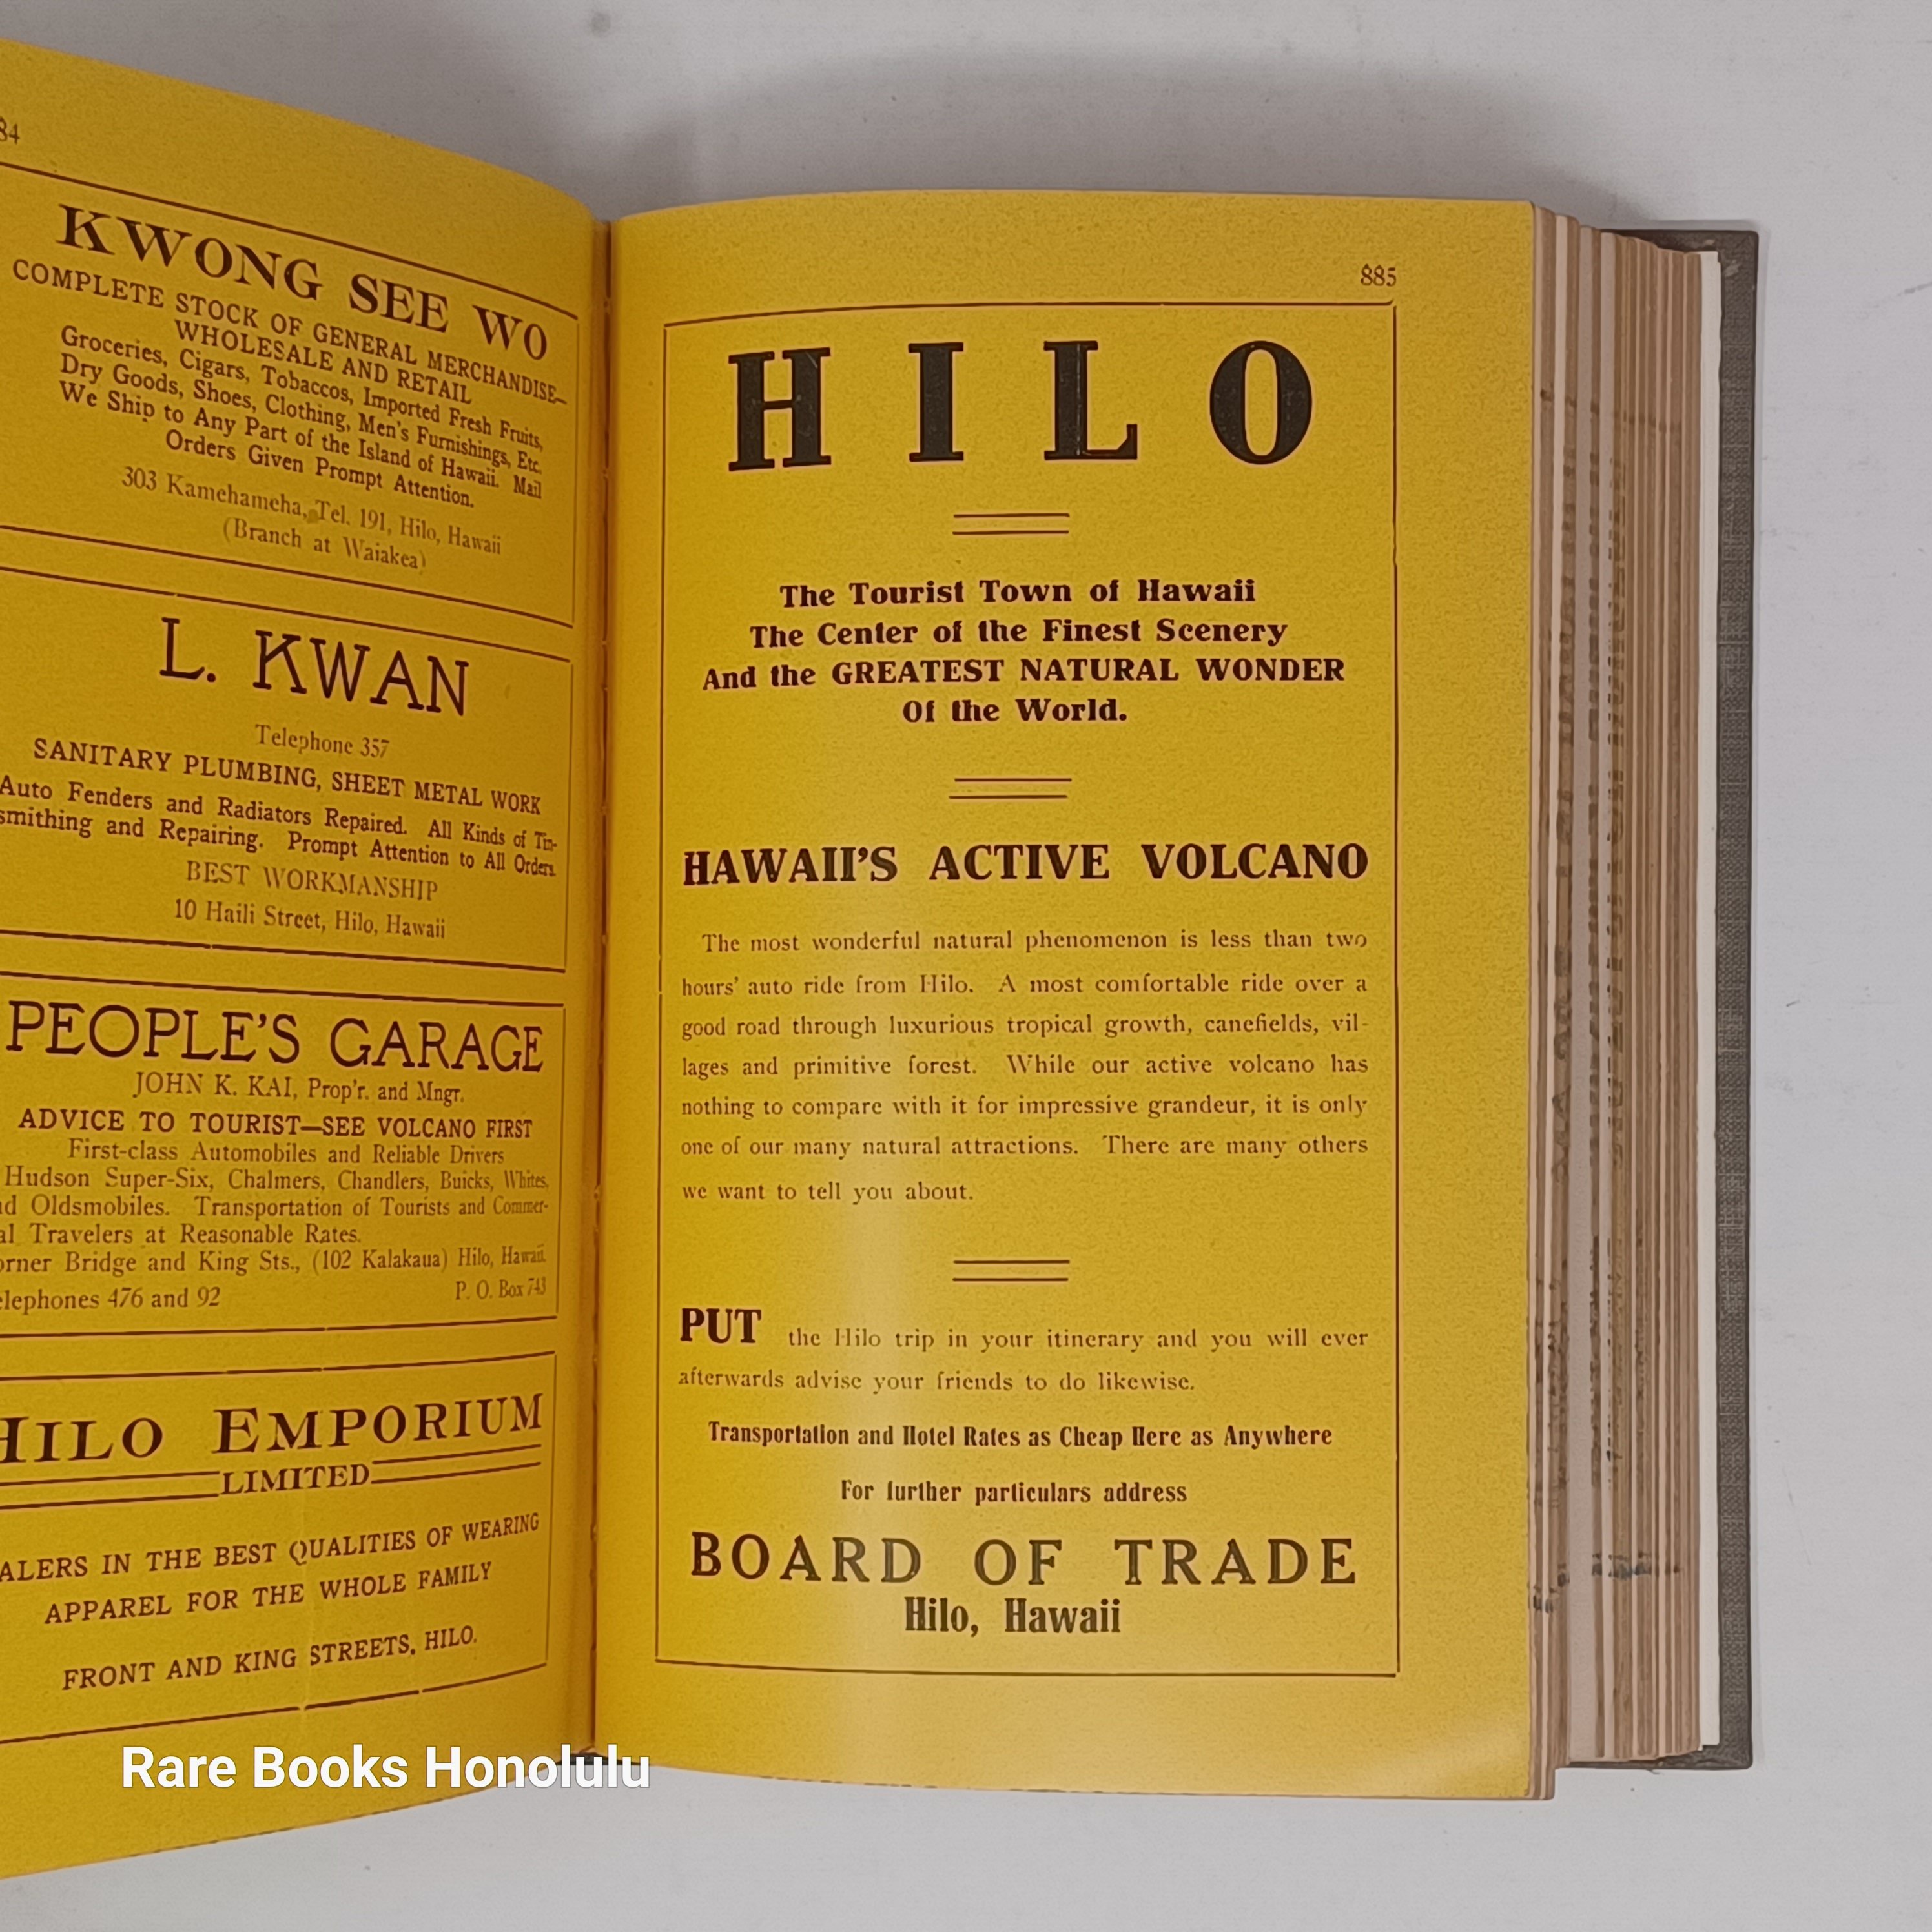 84
KWONG SEE WO
COMPLETE STOCK OF GENERAL MERCHANDISE—
WHOLESALE AND RETAIL
Groceries, Cigars, Tobaccos, Imported Fresh Fruits,
Dry Goods, Shoes, Clothing, Men's Furnishings, Etc.
We Ship to Any Part of the Island of Hawaii. Mail
Orders Given Prompt Attention.
303 Kamehameha, Tel. 191, Hilo, Hawaii
(Branch at Waiakea)
L. KWAN
Telephone 357
SANITARY PLUMBING, SHEET METAL WORK
Auto Fenders and Radiators Repaired. All Kinds of Tin-
smithing and Repairing. Prompt Attention to All Orders.
BEST WORKMANSHIP
10 Haili Street, Hilo, Hawaii
PEOPLE'S GARAGE
JOHN K. KAI, Prop'r. and Mngr.
ADVICE TO TOURIST—SEE VOLCANO FIRST
First-class Automobiles and Reliable Drivers
Hudson Super-Six, Chalmers, Chandlers, Buicks, Whites,
d Oldsmobiles. Transportation of Tourists and Commer-
al Travelers at Reasonable Rates.
orner Bridge and King Sts., (102 Kalakaua) Hilo, Hawaii.
elephones 476 and 92 P. O. Box 743
HILO EMPORIUM
LIMITED
ALERS IN THE BEST QUALITIES OF WEARING
APPAREL FOR THE WHOLE FAMILY
FRONT AND KING STREETS, HILO.
885
HILO
The Tourist Town of Hawaii
The Center of the Finest Scenery
And the GREATEST NATURAL WONDER
Of the World.
HAWAII'S ACTIVE VOLCANO
The most wonderful natural phenomenon is less than two
hours' auto ride from Hilo. A most comfortable ride over a
good road through luxurious tropical growth, canefields, vil-
lages and primitive forest. While our active volcano has
nothing to compare with it for impressive grandeur, it is only
one of our many natural attractions. There are many others
we want to tell you about.
PUT the Hilo trip in your itinerary and you will ever
afterwards advise your friends to do likewise.
Transportation and Hotel Rates as Cheap Here as Anywhere
For further particulars address
BOARD OF TRADE
Hilo, Hawaii
Rare Books Honolulu